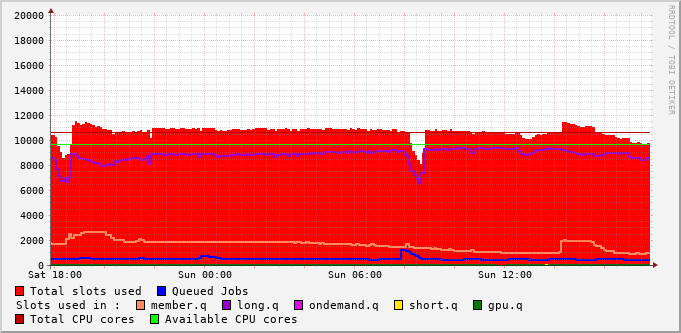 20000
18000
16000
14000
12000
10000
8000
6000
4000
2000
0
Sat 18:00 Sun 00:00 Sun 06:00 Sun 12:00
Total slots used Queued Jobs
Slots used in : member.q long.q ondemand.q short.q gpu.q
Total CPU cores Available CPU cores
RRDTOOL / TOBI OETIKER